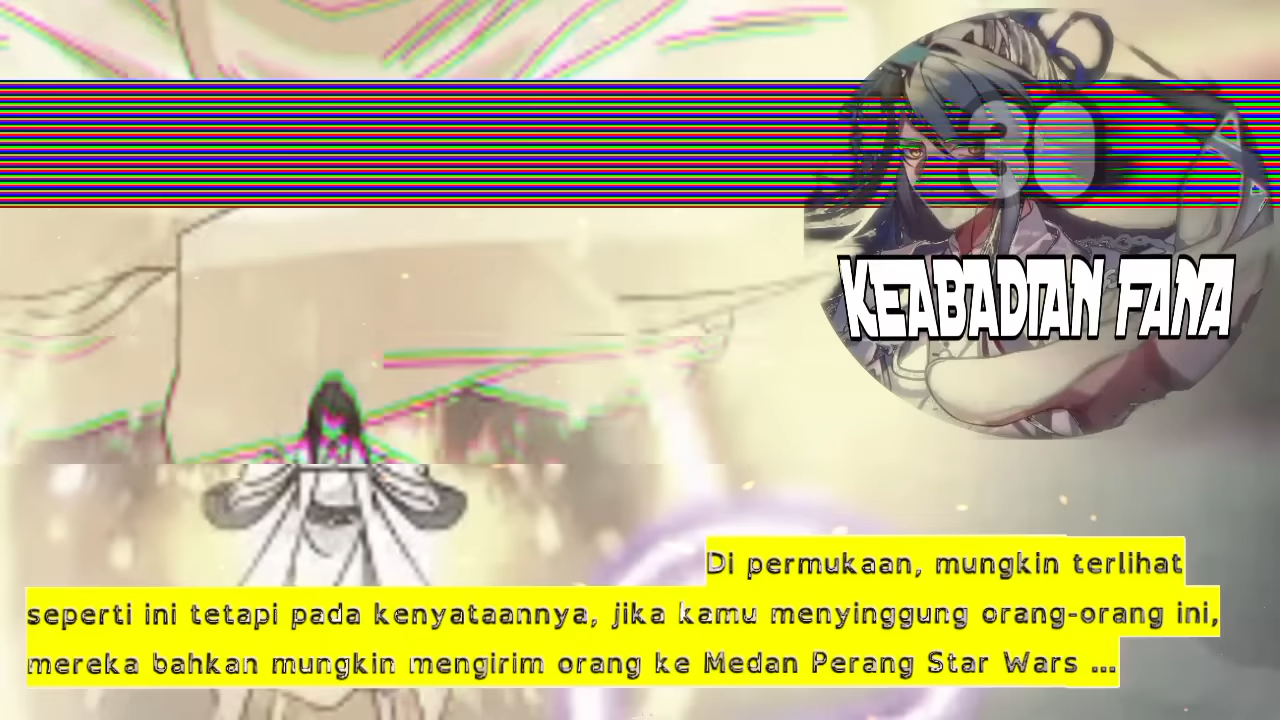 30
KEABADIAN FANA
Di permukaan, mungkin terlihat
seperti ini tetapi pada kenyataannya, jika kamu menyinggung orang-orang ini,
mereka bahkan mungkin mengirim orang ke Medan Perang Star Wars ...